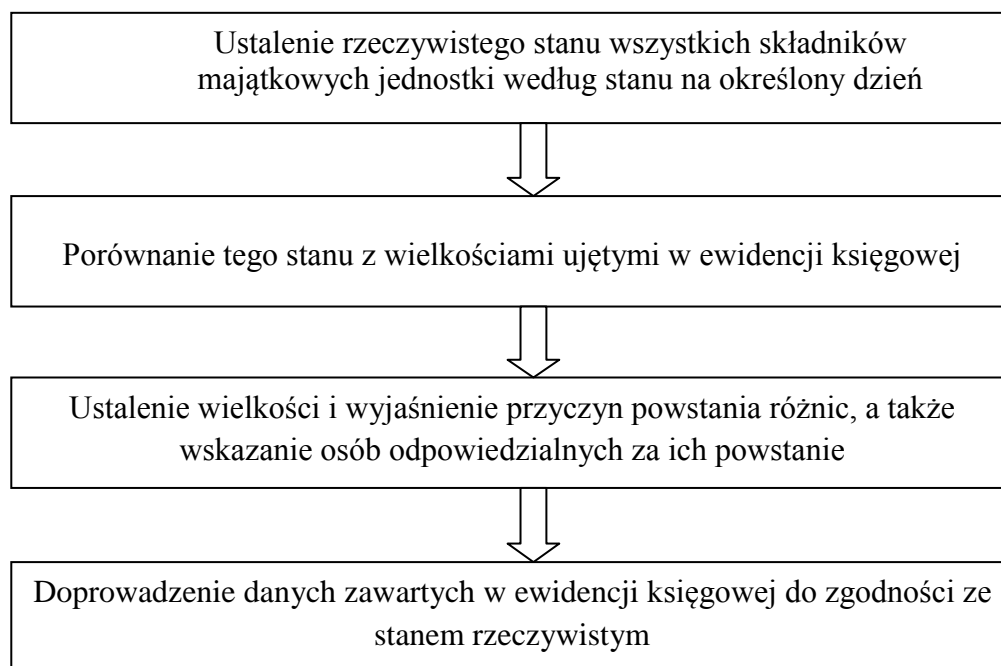 Ustalenie rzeczywistego stanu wszystkich składników
majątkowych jednostki według stanu na określony dzień
Porównanie tego stanu z wielkościami ujętymi w ewidencji księgowej
Ustalenie wielkości i wyjaśnienie przyczyn powstania różnic, a także
wskazanie osób odpowiedzialnych za ich powstanie
Doprowadzenie danych zawartych w ewidencji księgowej do zgodności ze
stanem rzeczywistym